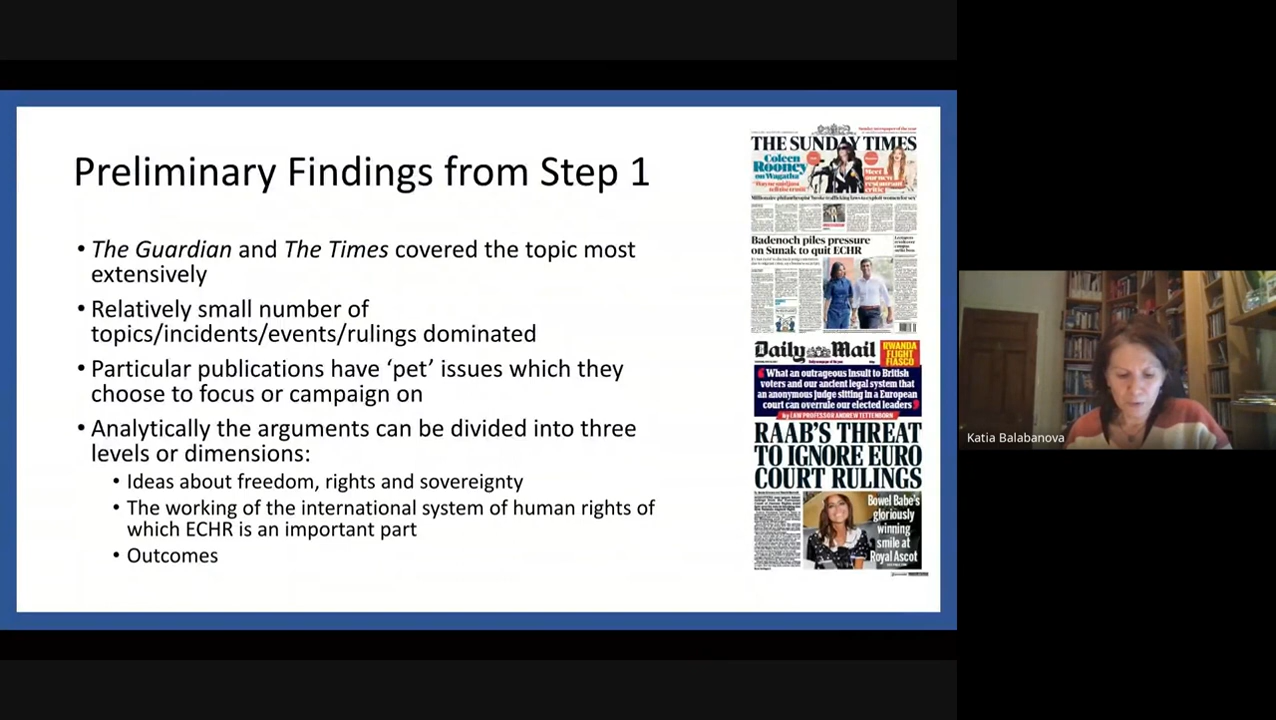 Preliminary Findings from Step 1
• The Guardian and The Times covered the topic most
extensively
• Relatively small number of
topics/incidents/events/rulings dominated
• Particular publications have ‘pet’ issues which they
choose to focus or campaign on
• Analytically the arguments can be divided into three
levels or dimensions:
• Ideas about freedom, rights and sovereignty
• The working of the international system of human rights of
which ECHR is an important part
• Outcomes
THE SUNDAY TIMES
Coleen
Rooney
on Wagatha
Badenoch piles pressure
on Sunak to quit ECHR
Daily Mail
RWANDA
FLIGHT
FIASCO
What an outrageous insult to British
voters and our ancient legal system that
an anonymous judge sitting in a European
court can overrule our elected leaders
by LAW PROFESSOR ANDREW TETTENBORN
RAAB'S THREAT
TO IGNORE EURO
COURT RULINGS
Bowel Babe's
gloriously
winning
smile at
Royal Ascot
Katia Balabanova